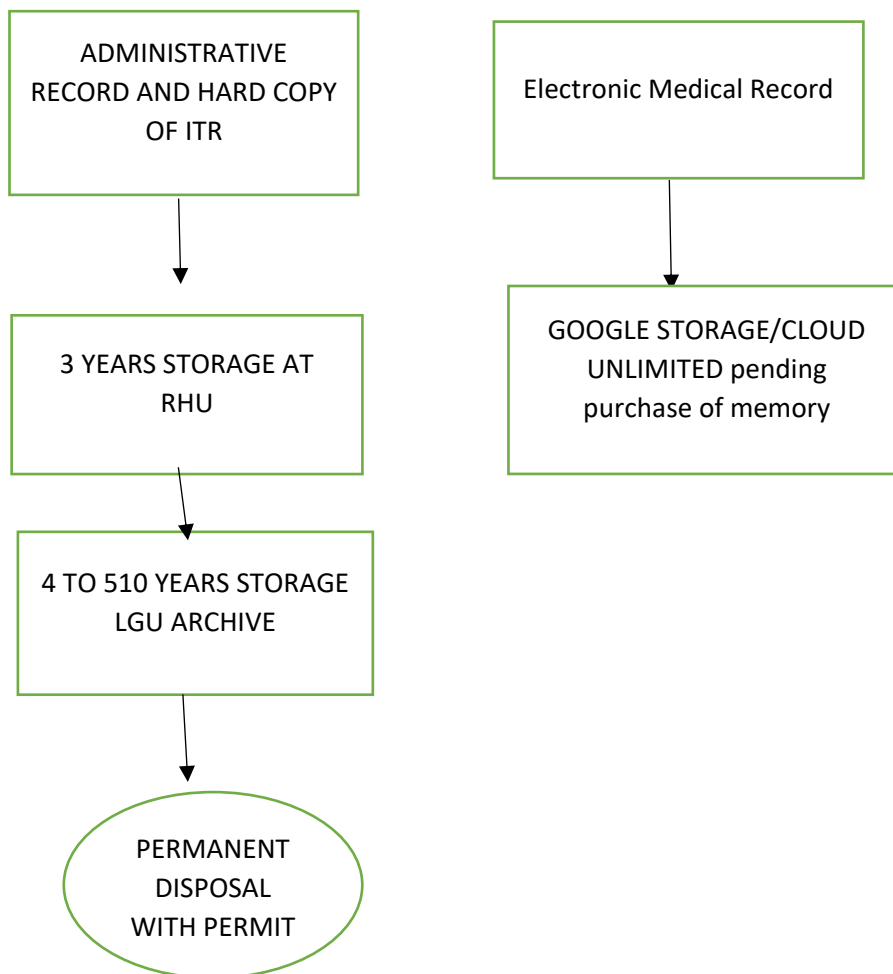 ADMINISTRATIVE
RECORD AND HARD COPY
OF ITR
3 YEARS STORAGE AT
RHU
4 TO 510 YEARS STORAGE
LGU ARCHIVE
PERMANENT
DISPOSAL
WITH PERMIT
Electronic Medical Record
GOOGLE STORAGE/CLOUD
UNLIMITED pending
purchase of memory